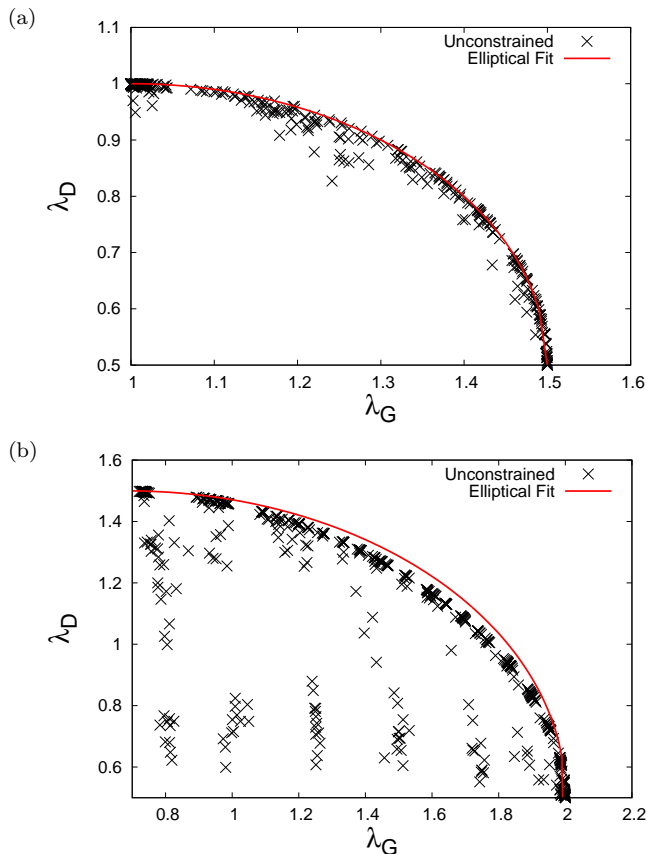 (a)
1.1
1
0.9
0.8
0.7
0.6
0.5
λD
Unconstrained
Elliptical Fit
1 1.1 1.2 1.3 1.4 1.5 1.6
λG
(b)
1.6
1.4
1.2
1
0.8
0.6
λD
Unconstrained
Elliptical Fit
0.8 1 1.2 1.4 1.6 1.8 2 2.2
λG